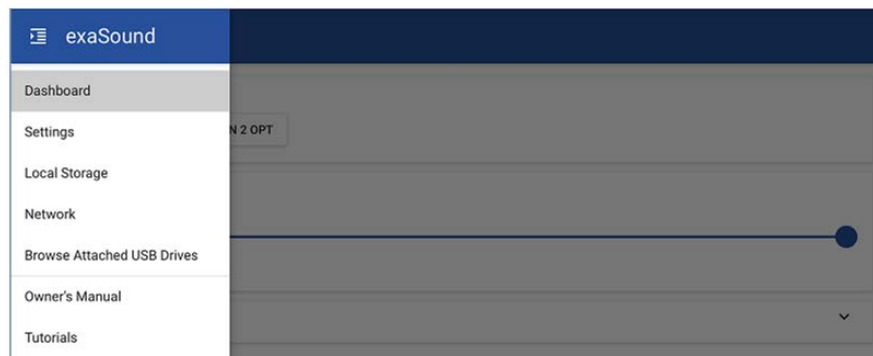 exaSound
Dashboard
Settings
N 2 OPT
Local Storage
Network
Browse Attached USB Drives
Owner's Manual
Tutorials